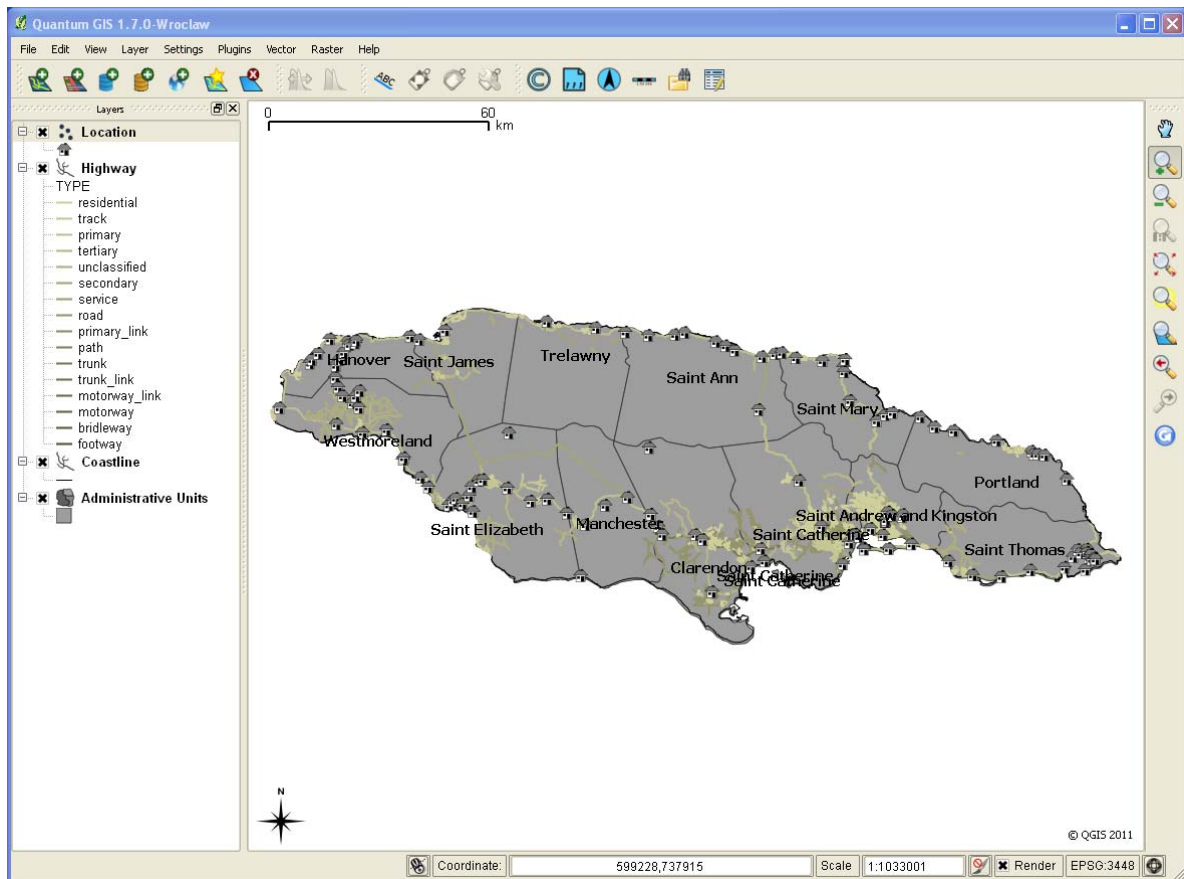 Quantum GIS 1.7.0-Wroclaw
File Edit View Layer Settings Plugins Vector Raster Help
ABC
Layers
Location
Highway
TYPE
residential
track
primary
tertiary
unclassified
secondary
service
road
primary_link
path
trunk
trunk_link
motorway_link
motorway
bridleway
footway
Coastline
Administrative Units
0 60
km
Hanover
Saint James
Trelawny
Saint Ann
Saint Mary
Westmoreland
Portland
Saint Elizabeth
Manchester
Saint Andrew and Kingston
Saint Catherine
Saint Thomas
Clarendon
Saint Catherine
Saint Catherine
N
© QGIS 2011
Coordinate: 599228,737915 Scale 1:1033001 Render EPSG:3448